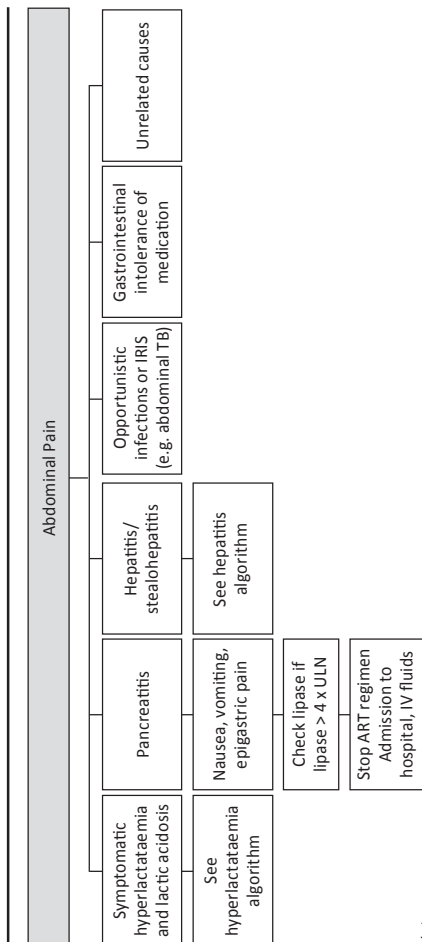 Abdominal Pain
Symptomatic
hyperlactataemia
and lactic acidosis
See
hyperlactataemia
algorithm
Pancreatitis
Nausea, vomiting,
epigastric pain
Check lipase if
lipase > 4 x ULN
Stop ART regimen
Admission to
hospital, IV fluids
Hepatitis/
stealohepatitis
See hepatitis
algorithm
Opportunistic
infections or IRIS
(e.g. abdominal TB)
Gastrointestinal
intolerance of
medication
Unrelated causes